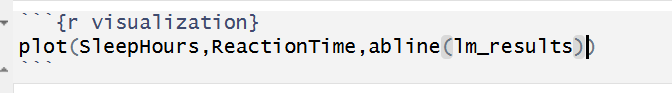 ```{r visualization}
plot(SleepHours,ReactionTime,abline(lm_results))
```